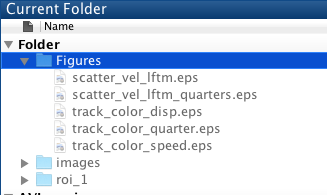 Current Folder
Name
Folder
Figures
scatter_vel_lftm.eps
scatter_vel_lftm_quarters.eps
track_color_disp.eps
track_color_quarter.eps
track_color_speed.eps
images
roi_1